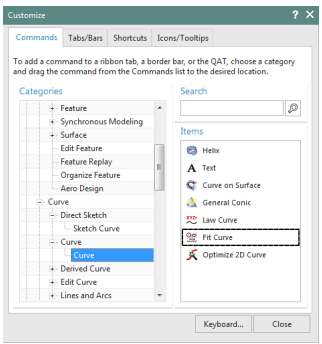 Customize
Commands Tabs/Bars Shortcuts Icons/Tooltips
To add a command to a ribbon tab, a border bar, or the QAT, choose a category
and drag the command from the Commands list to the desired location.
Categories
Feature
Synchronous Modeling
Surface
Edit Feature
Feature Replay
Organize Feature
Aero Design
Curve
Direct Sketch
Sketch Curve
Curve
Curve
Derived Curve
Edit Curve
Lines and Arcs
Search
Items
Helix
A Text
Curve on Surface
General Conic
XYZ= Law Curve
Fit Curve
Optimize 2D Curve
Keyboard... Close